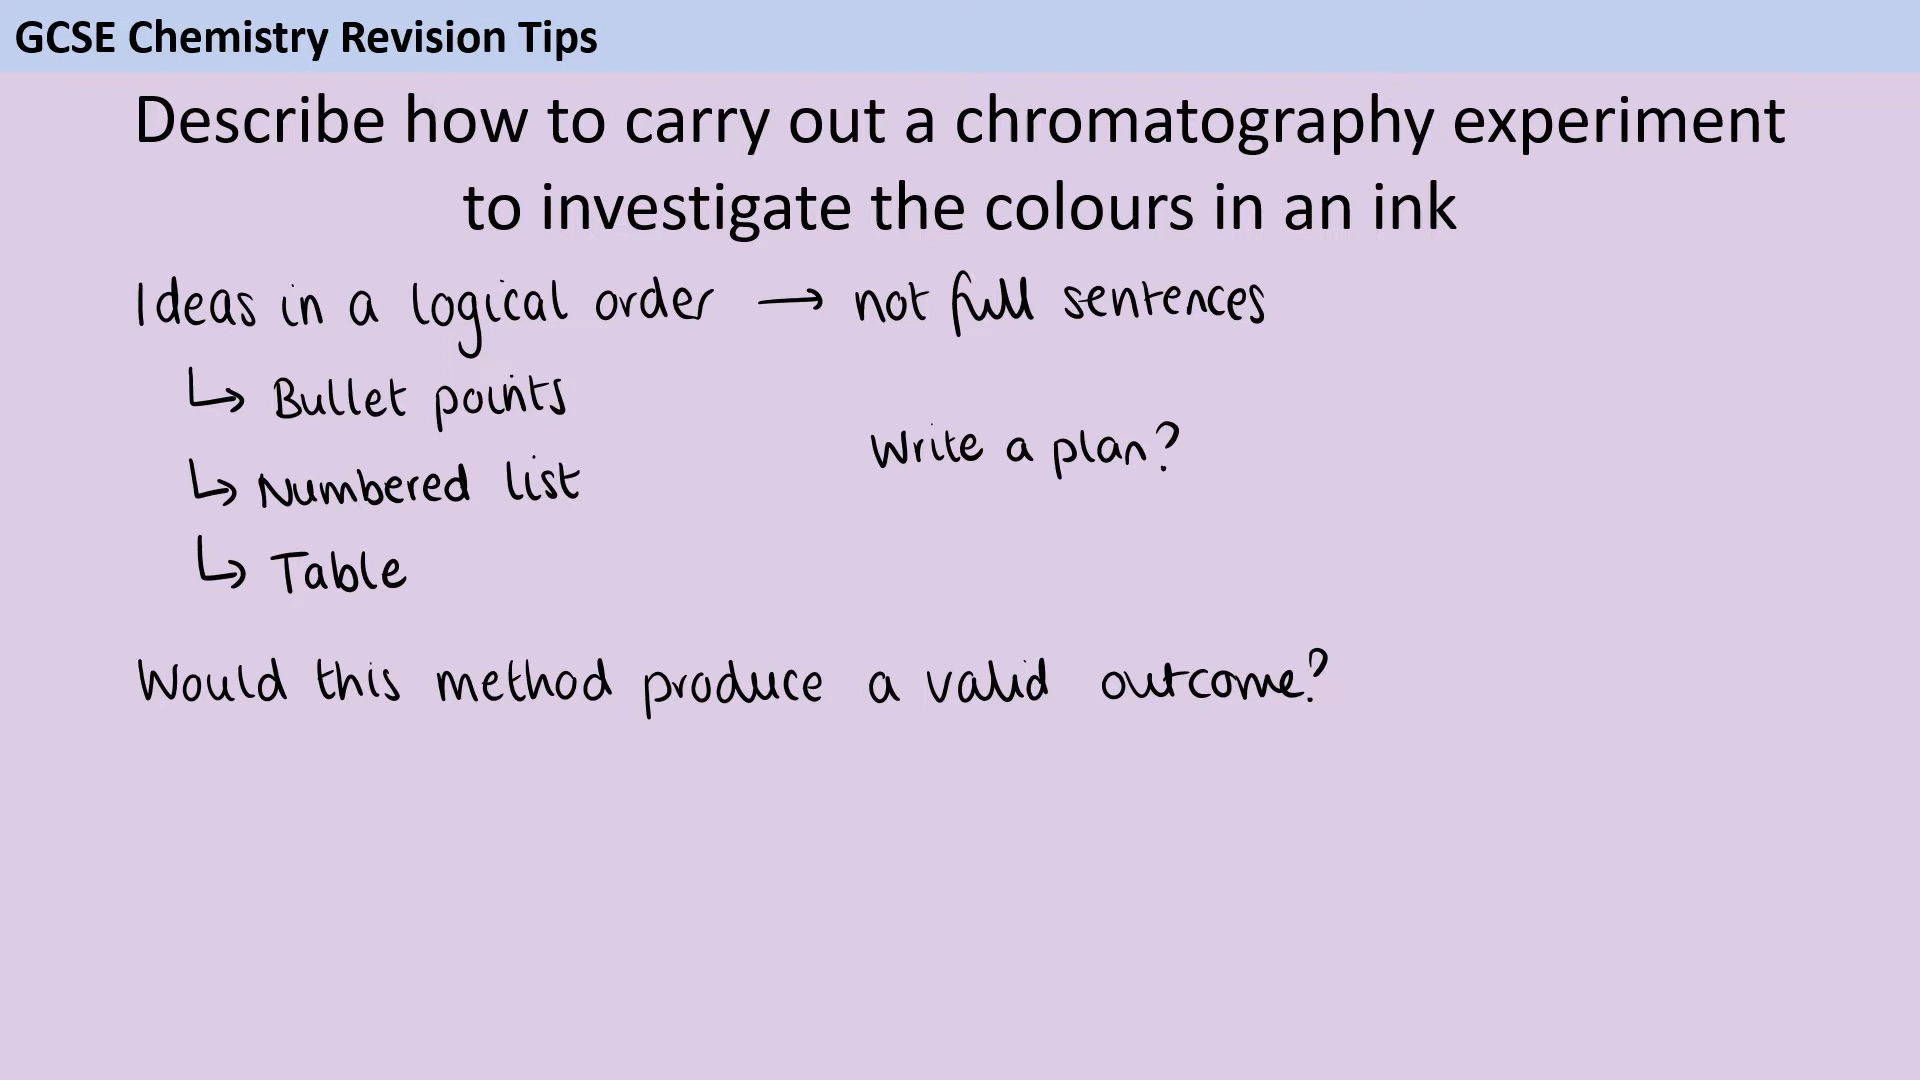 GCSE Chemistry Revision Tips
Describe how to carry out a chromatography experiment
to investigate the colours in an ink
Ideas in a logical order → not full sentences
↳ Bullet points
Write a plan?
↳ Numbered list
↳ Table
Would this method produce a valid outcome?